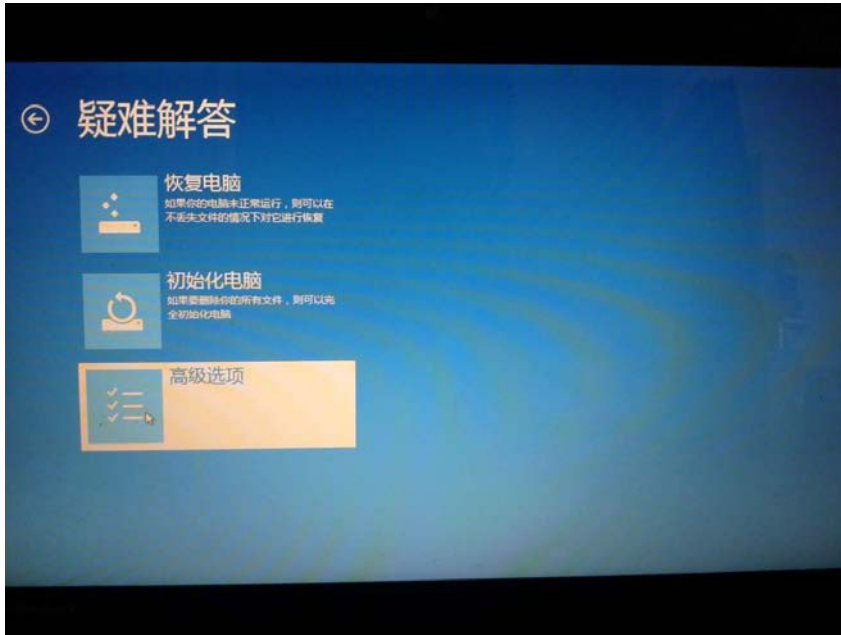 疑难解答
恢复电脑
如果你的电脑未正常运行，则可以在
不丢失文件的情况下对它进行恢复
初始化电脑
如果要删除你的所有文件，则可以完
全初始化电脑
高级选项